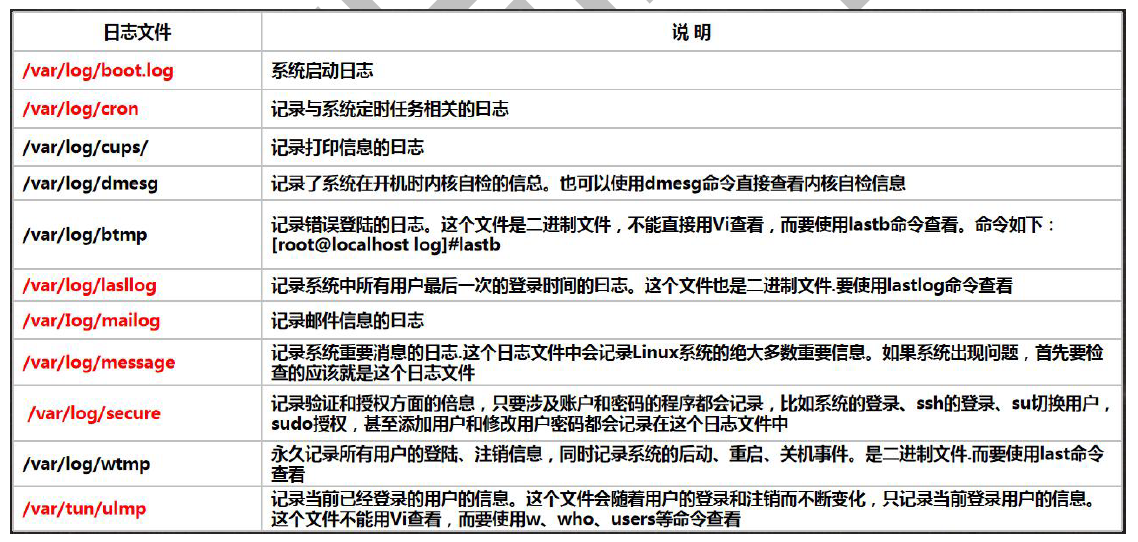 日志文件 说 明
/var/log/boot.log 系统启动日志
/var/log/cron 记录与系统定时任务相关的日志
/var/log/cups/ 记录打印信息的日志
/var/log/dmesg 记录了系统在开机时内核自检的信总。也可以使用dmesg命令直接查看内核自检信息
/var/log/btmp 记录错误登陆的日志。这个文件是二进制文件，不能直接用Vi查看，而要使用lastb命令查看。命令如下：
[root@localhost log]#lastb
/var/log/lasllog 记录系统中所有用户最后一次的登录时间的日志。这个文件也是二进制文件.要使用lastlog命令查看
/var/Iog/mailog 记录邮件信息的日志
/var/log/message 记录系统重要消息的日志.这个日志文件中会记录Linux系统的绝大多数重要信息。如果系统出现问题，首先要检
查的应该就是这个日志文件
/var/log/secure 记录验证和授权方面的倍息，只要涉及账户和密码的程序都会记录，比如系统的登录、ssh的登录、su切换用户，
sudo授权，甚至添加用户和修改用户密码都会记录在这个日志文件中
/var/log/wtmp 永久记录所有用户的登陆、注销信息，同时记录系统的后动、重启、关机事件。是二进制文件.而要使用last命令
查看
/var/tun/ulmp 记录当前已经登录的用户的信息。这个文件会随着用户的登录和注销而不断变化，只记录当前登录用户的信息。
这个文件不能用Vi查看，而要使用w、who、users等命令查看